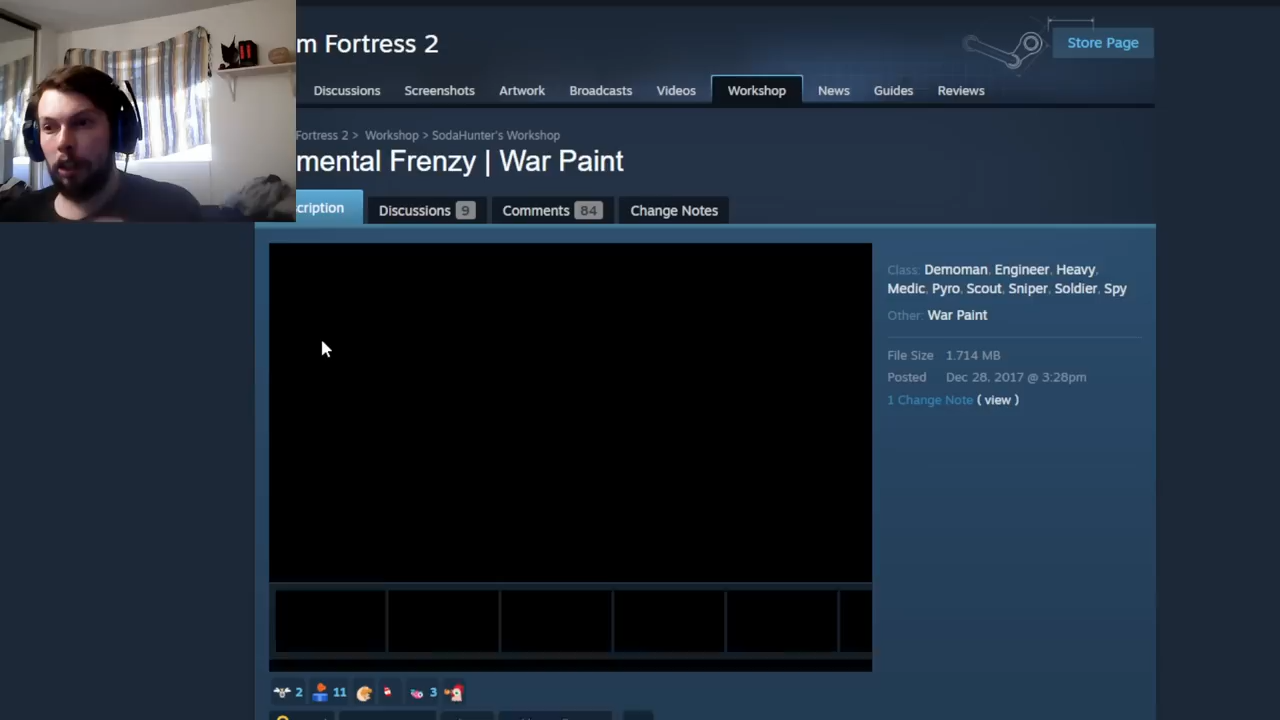 m Fortress 2
Store Page
Discussions Screenshots Artwork Broadcasts Videos Workshop News Guides Reviews
Fortress 2 > Workshop > SodaHunter's Workshop
mental Frenzy | War Paint
cription Discussions 9 Comments 84 Change Notes
Class: Demoman, Engineer, Heavy,
Medic, Pyro, Scout, Sniper, Soldier, Spy
Other: War Paint
File Size 1.714 MB
Posted Dec 28, 2017 @ 3:28pm
1 Change Note ( view )
2 11 3